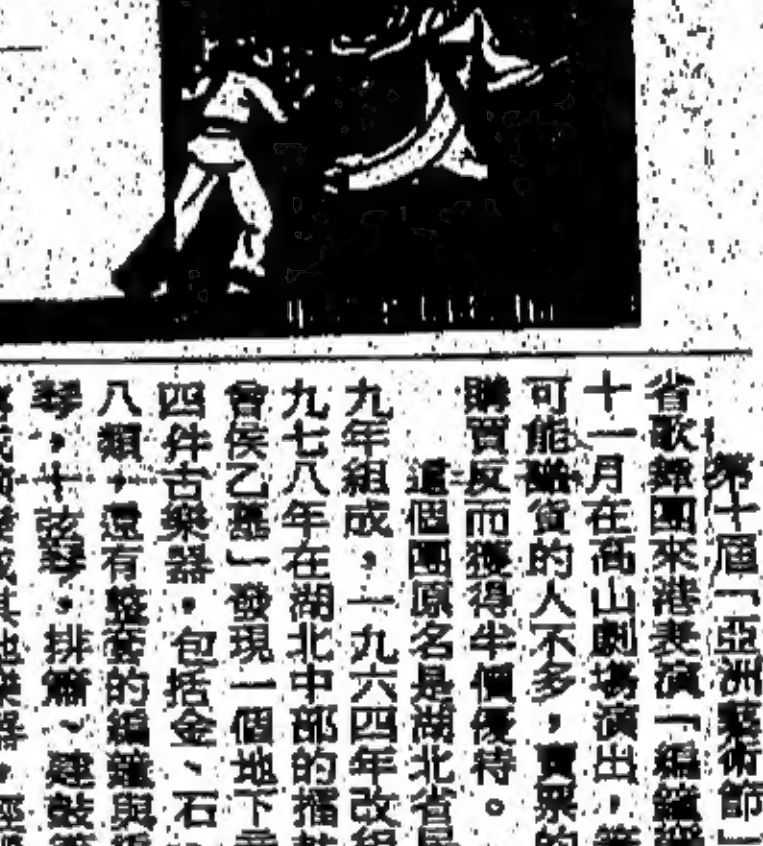 第十屆「亞洲藝術節」
省歌舞團來港表演「編鐘
十一月在高山劇場演出，
可能識貨的人不多，票的
購買反而獲得半價優待。
這個團原名是湖北省
九年組成，一九六四年改
九七八年在湖北中部的擂
曾侯乙 」發現一個地下
四件古樂器，包括金、石
八類，還有整套的編鐘與
琴，十弦琴，排簫、建鼓
其他樂器，